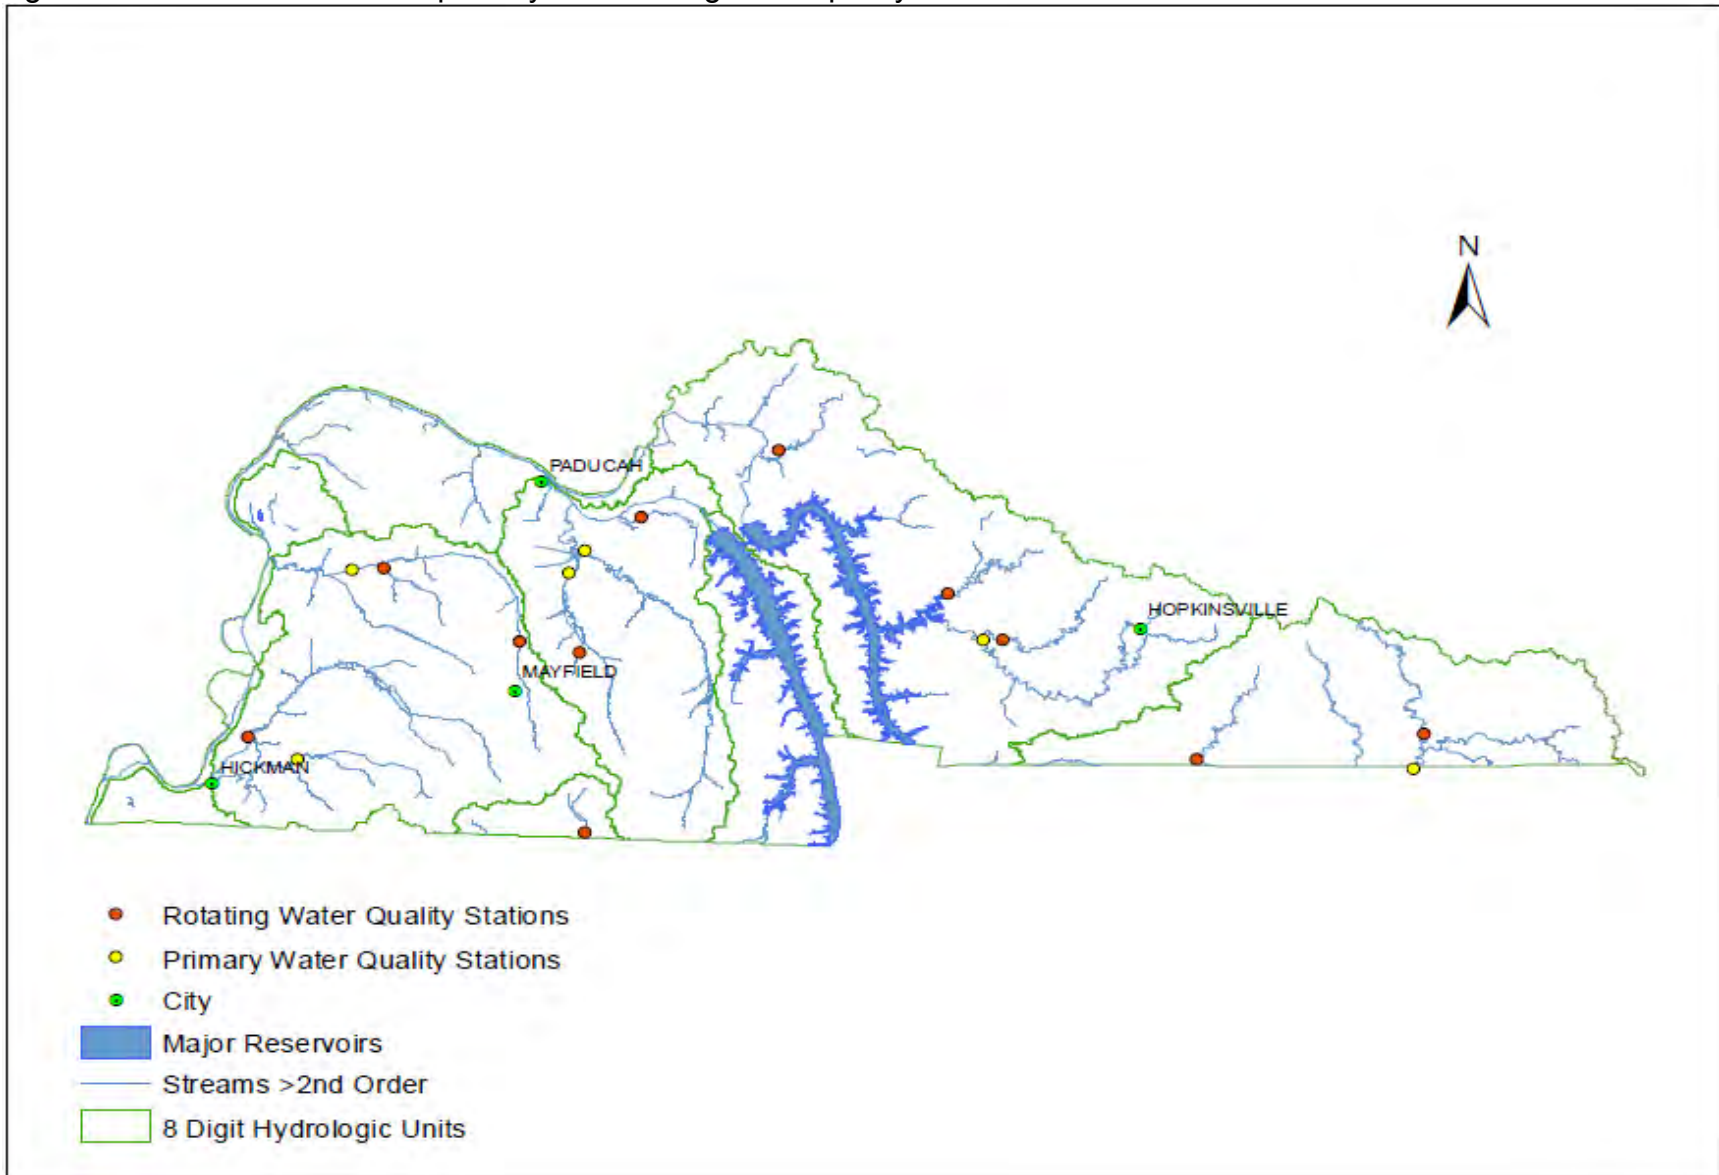 N
PADUCAH
HOPKINSVILLE
MAYFIELD
HICKMAN
Rotating Water Quality Stations
Primary Water Quality Stations
City
Major Reservoirs
Streams >2nd Order
8 Digit Hydrologic Units